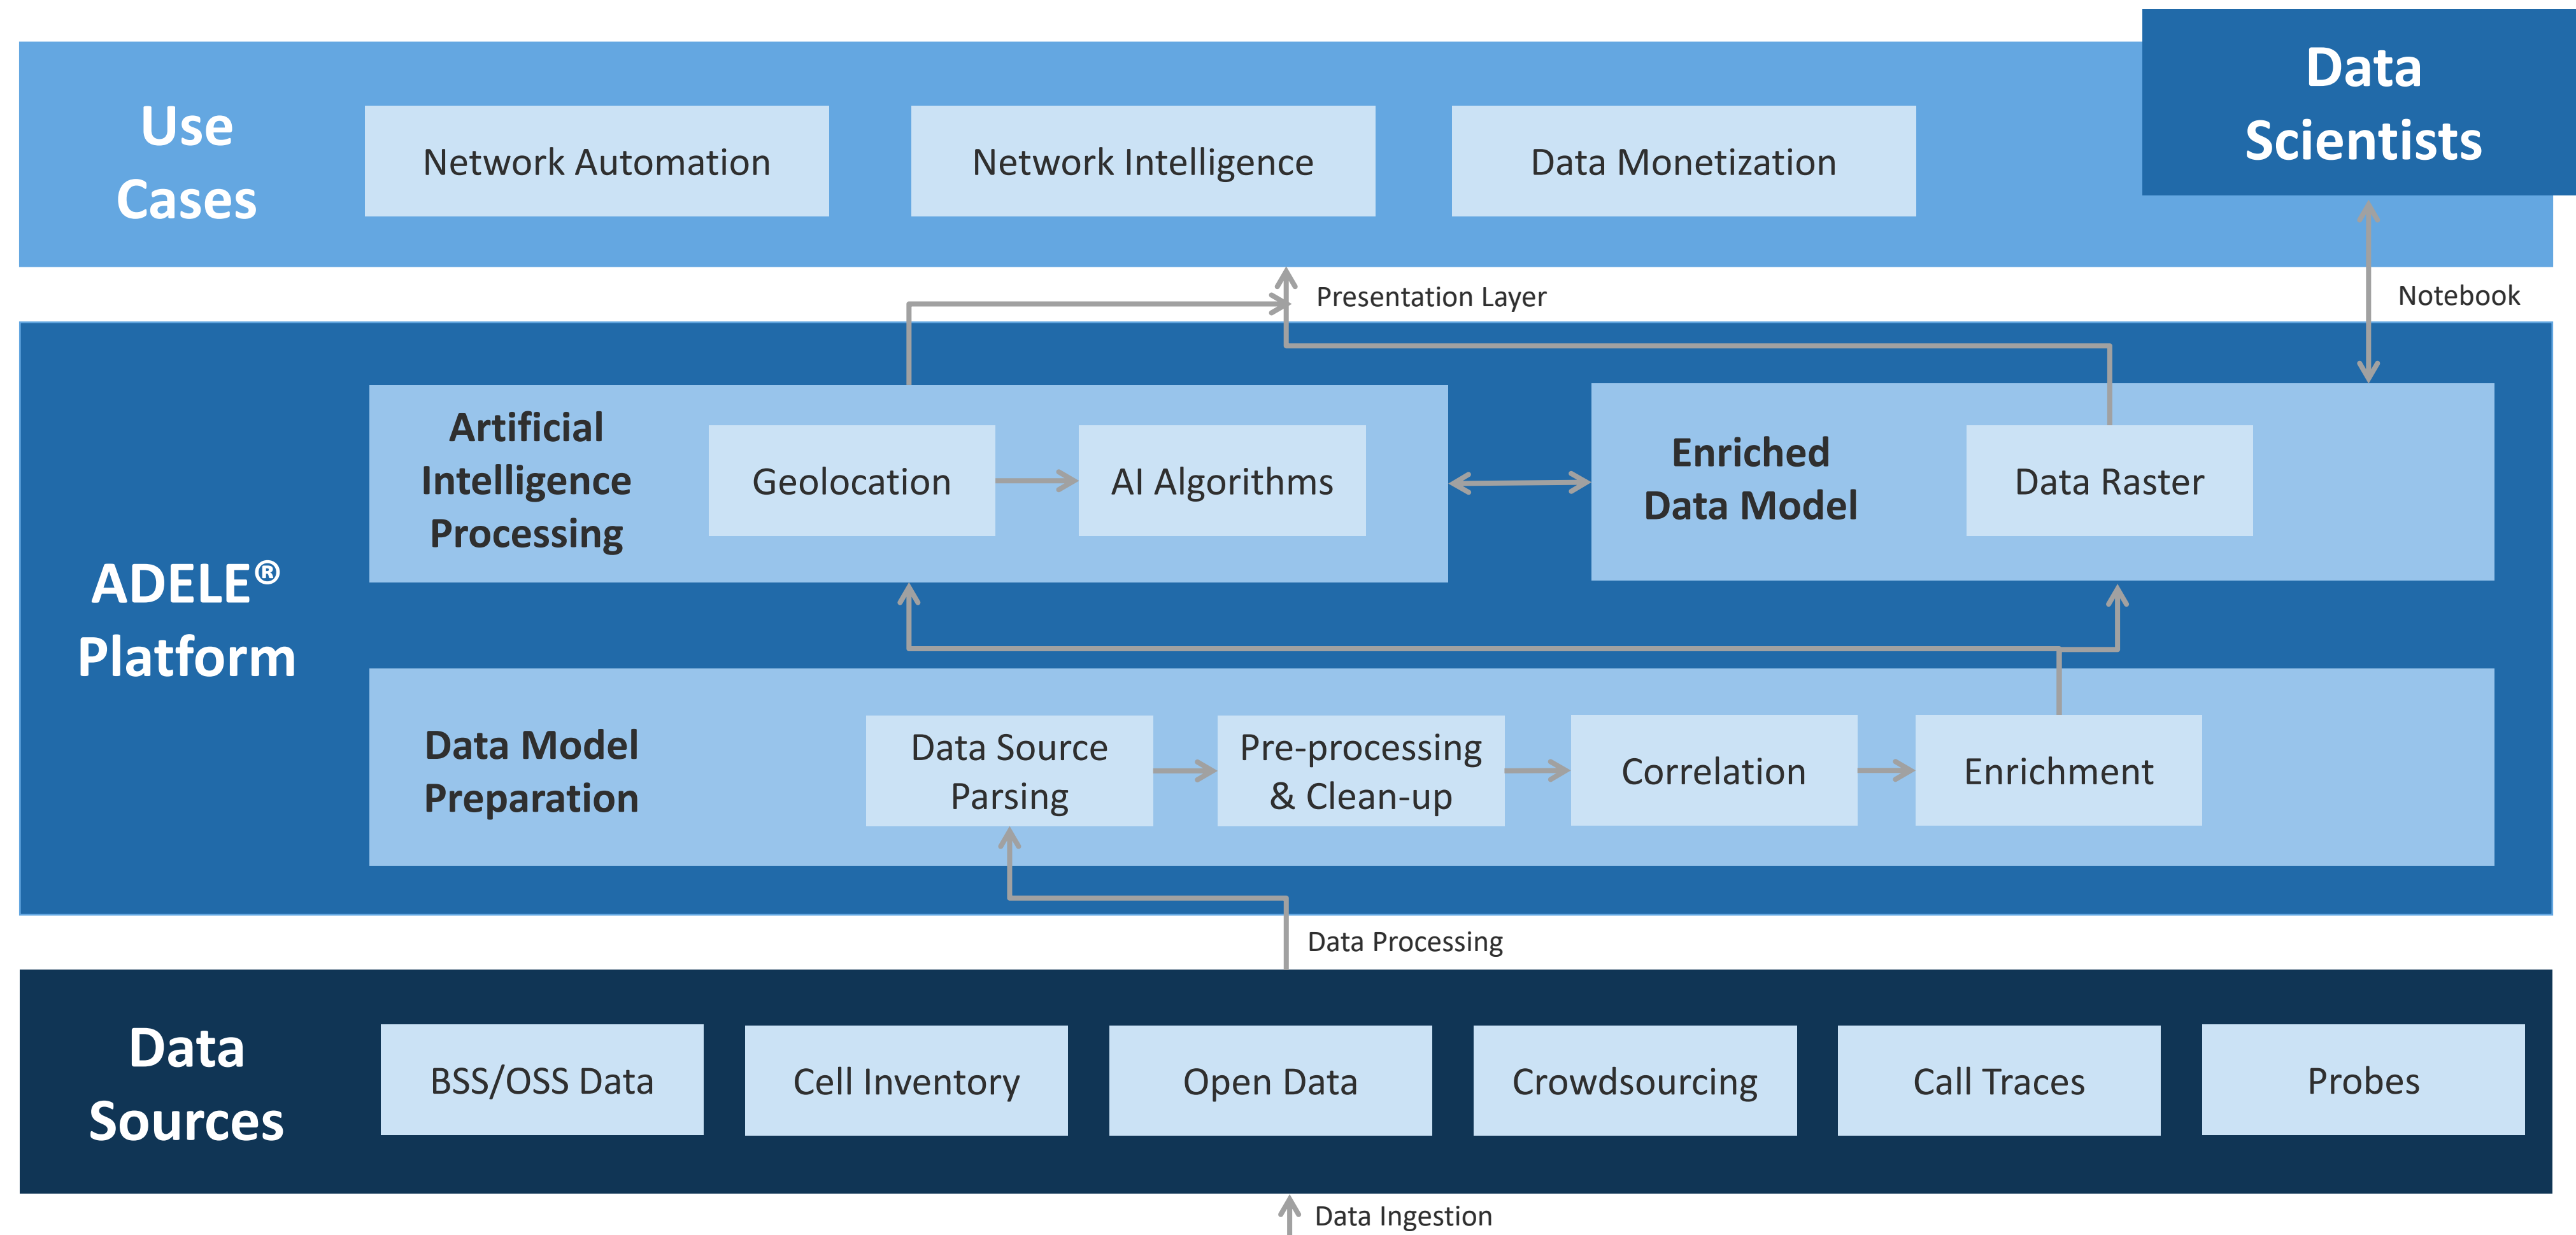 Data
Scientists
Use
Cases
Network Automation
Network Intelligence
Data Monetization
Presentation Layer
Notebook
ADELE®
Platform
Artificial
Intelligence
Processing
Geolocation
AI Algorithms
Enriched
Data Model
Data Raster
Data Model
Preparation
Data Source
Parsing
Pre-processing
& Clean-up
Correlation
Enrichment
Data Processing
Data
Sources
BSS/OSS Data
Cell Inventory
Open Data
Crowdsourcing
Call Traces
Probes
Data Ingestion